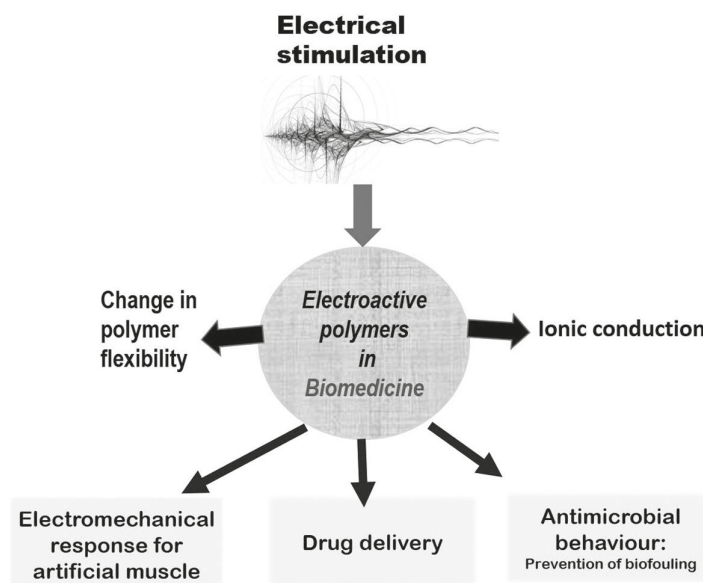 Electrical
stimulation
Change in
polymer
flexibility
Electroactive
polymers
in
Biomedicine
Ionic conduction
Electromechanical
response for
artificial muscle
Drug delivery
Antimicrobial
behaviour:
Prevention of biofouling